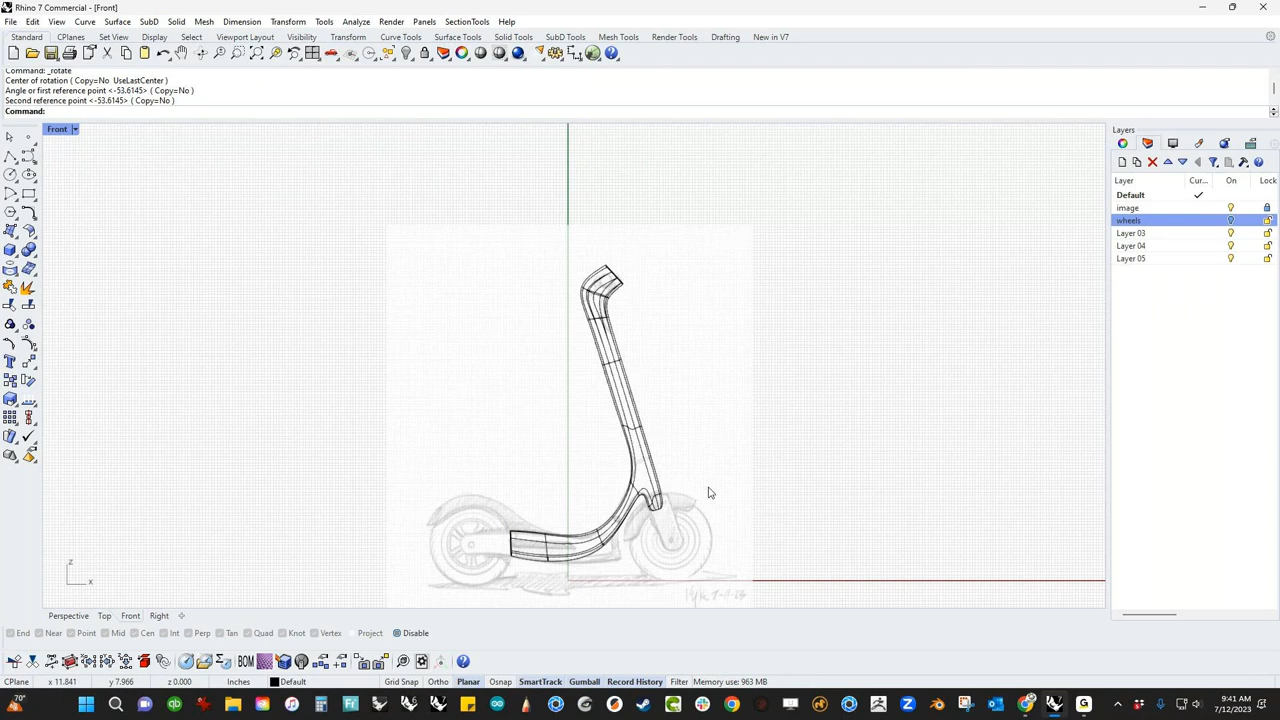 Rhino 7 Commercial - [Front]
File Edit View Curve Surface SubD Solid Mesh Dimension Transform Tools Analyze Render Panels SectionTools Help
Standard CPlanes Set View Display Select Viewport Layout Visibility Transform Curve Tools Surface Tools Solid Tools SubD Tools Mesh Tools Render Tools Drafting New in V7
Command: _rotate
Center of rotation ( Copy=No UseLastCenter )
Angle or first reference point <-53.6145> ( Copy=No )
Second reference point <-53.6145> ( Copy=No )
Command:
Front
Layers
Layer Cur... On Lock
Default
image
wheels
Layer 03
Layer 04
Layer 05
z
x
Perspective Top Front Right
End Near Point Mid Cen Int Perp Tan Quad Knot Vertex Project Disable
BOM
CPlane x 11.841 y 7.966 z 0.000 Inches Default Grid Snap Ortho Planar Osnap SmartTrack Gumball Record History Filter Memory use: 963 MB
70°
9:41 AM
7/12/2023